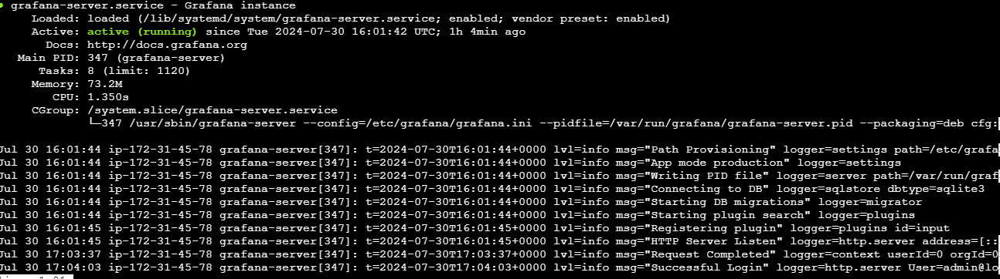 ● grafana-server.service - Grafana instance
Loaded: loaded (/lib/systemd/system/grafana-server.service; enabled; vendor preset: enabled)
Active: active (running) since Tue 2024-07-30 16:01:42 UTC; 1h 4min ago
Docs: http://docs.grafana.org
Main PID: 347 (grafana-server)
Tasks: 8 (limit: 1120)
Memory: 73.2M
CPU: 1.350s
CGroup: /system.slice/grafana-server.service
└─347 /usr/sbin/grafana-server --config=/etc/grafana/grafana.ini --pidfile=/var/run/grafana/grafana-server.pid --packaging=deb cfg:
Jul 30 16:01:44 ip-172-31-45-78 grafana-server[347]: t=2024-07-30T16:01:44+0000 lvl=info msg="Path Provisioning" logger=settings path=/etc/grafa
Jul 30 16:01:44 ip-172-31-45-78 grafana-server[347]: t=2024-07-30T16:01:44+0000 lvl=info msg="App mode production" logger=settings
Jul 30 16:01:44 ip-172-31-45-78 grafana-server[347]: t=2024-07-30T16:01:44+0000 lvl=info msg="Writing PID file" logger=server path=/var/run/graf
Jul 30 16:01:44 ip-172-31-45-78 grafana-server[347]: t=2024-07-30T16:01:44+0000 lvl=info msg="Connecting to DB" logger=sqlstore dbtype=sqlite3
Jul 30 16:01:44 ip-172-31-45-78 grafana-server[347]: t=2024-07-30T16:01:44+0000 lvl=info msg="Starting DB migrations" logger=migrator
Jul 30 16:01:44 ip-172-31-45-78 grafana-server[347]: t=2024-07-30T16:01:44+0000 lvl=info msg="Starting plugin search" logger=plugins
Jul 30 16:01:45 ip-172-31-45-78 grafana-server[347]: t=2024-07-30T16:01:45+0000 lvl=info msg="Registering plugin" logger=plugins id=input
Jul 30 16:01:45 ip-172-31-45-78 grafana-server[347]: t=2024-07-30T16:01:45+0000 lvl=info msg="HTTP Server Listen" logger=http.server address=[::
Jul 30 17:03:37 ip-172-31-45-78 grafana-server[347]: t=2024-07-30T17:03:37+0000 lvl=info msg="Request Completed" logger=context userId=0 orgId=0
Jul 30 17:04:03 ip-172-31-45-78 grafana-server[347]: t=2024-07-30T17:04:03+0000 lvl=info msg="Successful Login" logger=http.server User=admin@lo